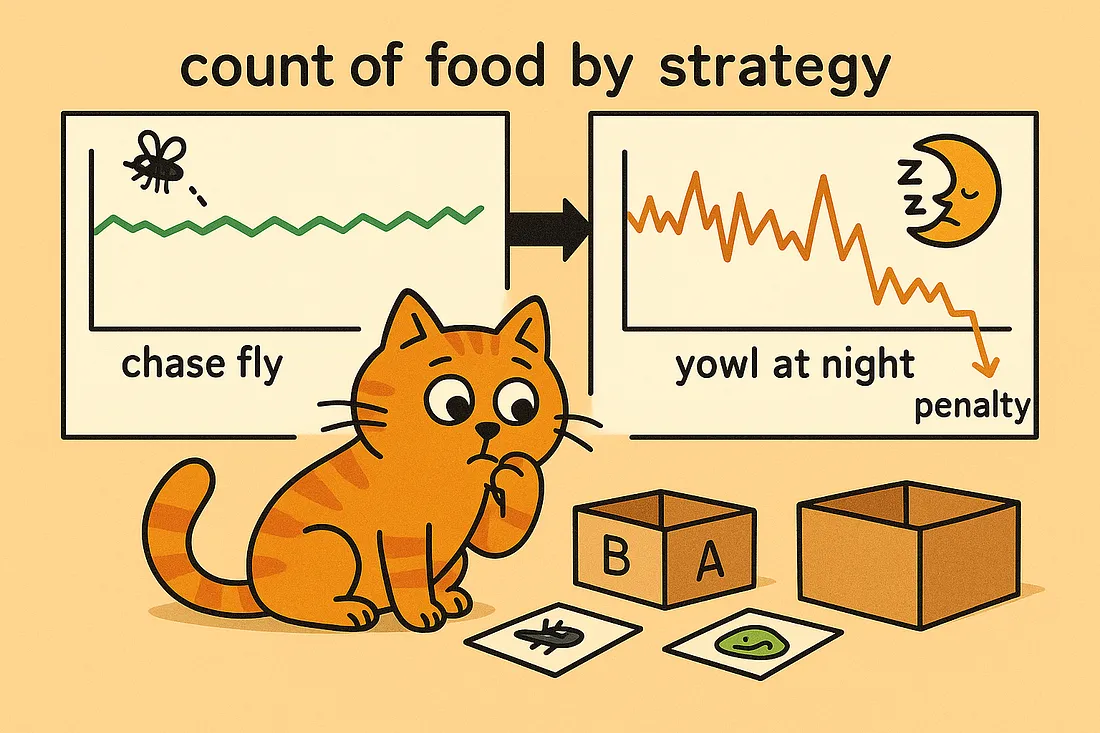 count of food by strategy
z
z
chase fly
yowl at night
penalty
B A